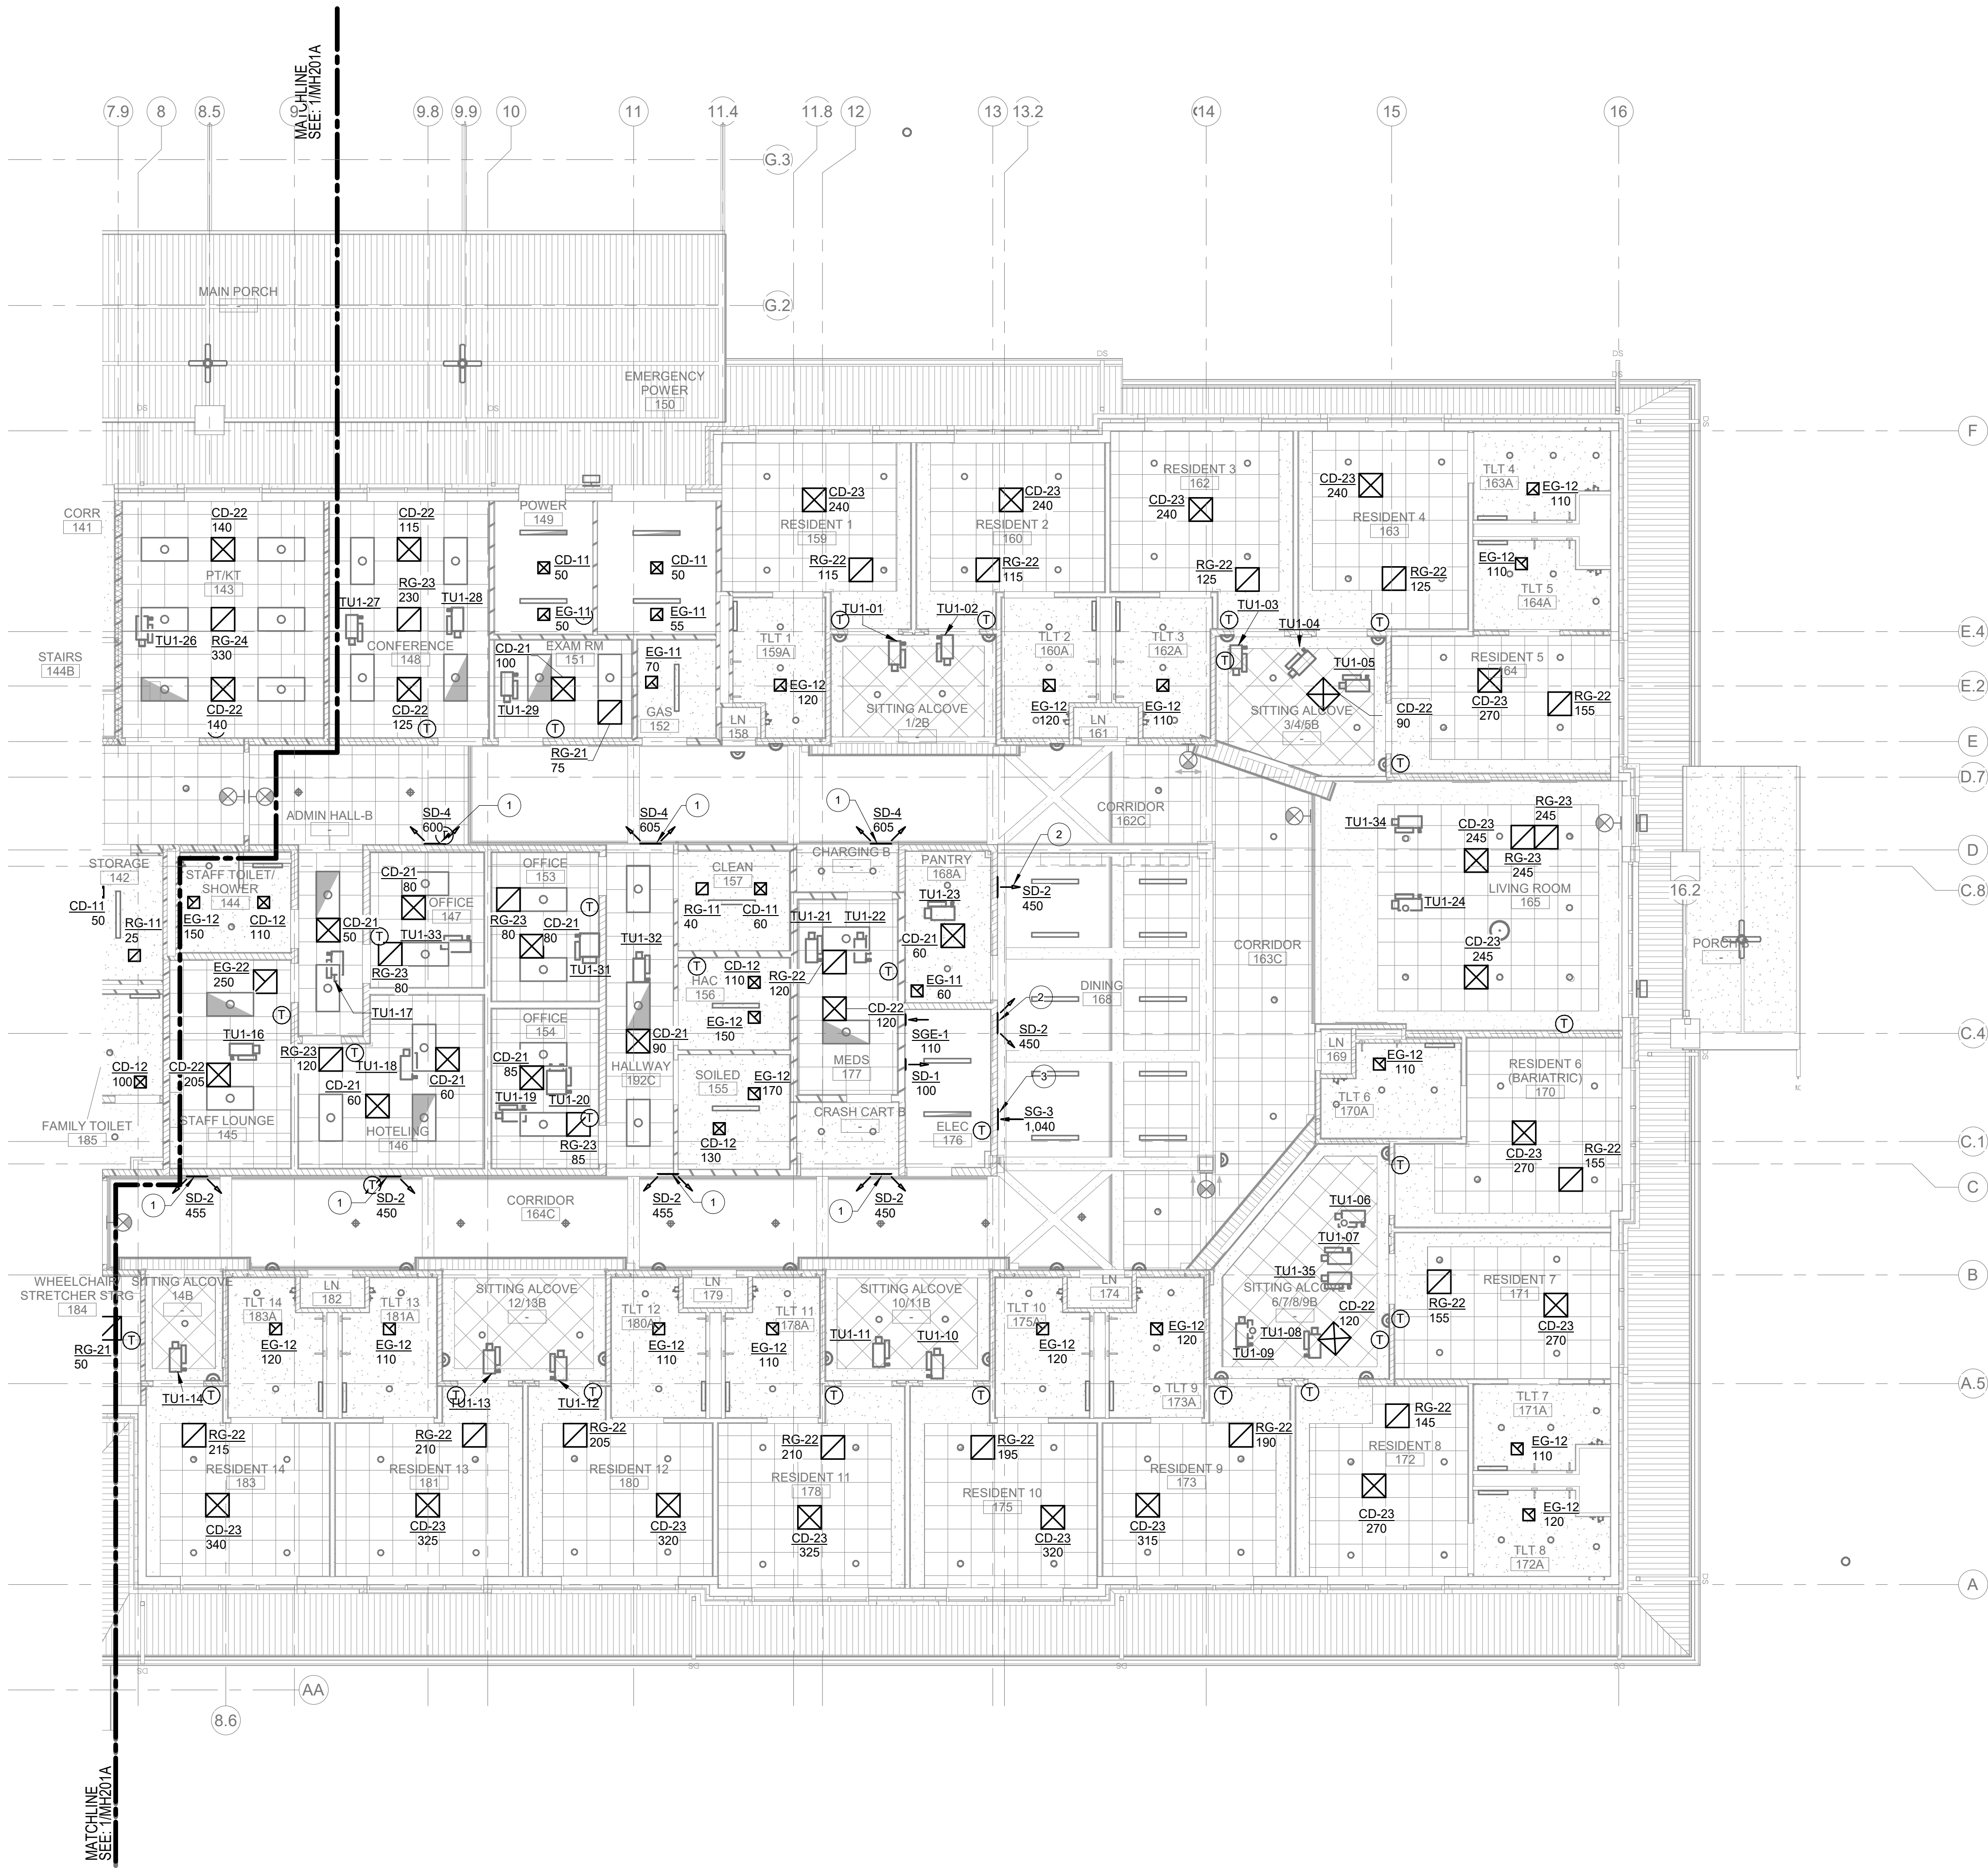 MATCHLINE
SEE: 1/MH201A
7.9
8
8.5
9
9.8
9.9
10
11
11.4
11.8
12
13
13.2
14
15
16
G.3
G.2
MAIN PORCH
-
EMERGENCY
POWER
150
DS
DS
DS
DS
DS
DS
F
CORR
141
CD-22
140
PT/KT
143
TU1-26
RG-24
330
CD-22
140
STAIRS
144B
CD-22
115
RG-23
230
TU1-27
TU1-28
CONFERENCE
148
CD-22
125
POWER
149
CD-11
50
EG-11
50
CD-11
50
EG-11
55
CD-21
100
EXAM RM
151
TU1-29
RG-21
75
EG-11
70
GAS
152
CD-23
240
RESIDENT 1
159
RG-22
115
CD-23
240
RESIDENT 2
160
RG-22
115
RESIDENT 3
162
CD-23
240
RG-22
125
CD-23
240
RESIDENT 4
163
RG-22
125
TLT 4
163A
EG-12
110
EG-12
110
TLT 5
164A
TLT 1
159A
EG-12
120
LN
158
TU1-01
TU1-02
SITTING ALCOVE
1/2B
-
TLT 2
160A
EG-12
120
TLT 3
162A
EG-12
110
LN
161
TU1-03
TU1-04
TU1-05
SITTING ALCOVE
3/4/5B
-
CD-22
90
RESIDENT 5
164
CD-23
270
RG-22
155
E.4
E.2
E
D.7
D
C.8
C.4
C.1
C
B
A.5
A
ADMIN HALL-B
-
SD-4
600
1
SD-4
605
1
SD-4
605
1
2
CORRIDOR
162C
TU1-34
RG-23
245
CD-23
245
RG-23
245
LIVING ROOM
165
TU1-24
CD-23
245
16.2
-
STORAGE
142
CD-11
50
RG-11
25
STAFF TOILET/
SHOWER
144
EG-12
150
CD-12
110
CD-21
80
OFFICE
147
CD-21
50
TU1-33
RG-23
80
OFFICE
153
RG-23
80
CD-21
80
TU1-31
TU1-32
CLEAN
157
RG-11
40
CD-11
60
CHARGING B
-
PANTRY
168A
TU1-23
SD-2
450
TU1-21
TU1-22
CD-21
60
EG-11
60
CD-12
110
HAC
156
EG-12
150
RG-22
120
CD-22
120
MEDS
177
DINING
168
CORRIDOR
163C
EG-22
250
TU1-16
TU1-17
CD-22
205
STAFF LOUNGE
145
RG-23
120
TU1-18
CD-21
60
CD-21
60
HOTELING
146
OFFICE
154
CD-21
85
TU1-19
TU1-20
RG-23
85
CD-21
90
HALLWAY
192C
SOILED
155
EG-12
170
CD-12
130
CRASH CART B
-
SGE-1
110
SD-1
100
ELEC
176
2
SD-2
450
3
SG-3
1,040
CD-12
100
FAMILY TOILET
185
LN
169
EG-12
110
TLT 6
170A
RESIDENT 6
(BARIATRIC)
170
CD-23
270
RG-22
155
1
SD-2
455
1
SD-2
450
CORRIDOR
164C
SD-2
455
1
1
SD-2
450
TU1-06
TU1-07
TU1-35
SITTING ALCOVE
6/7/8/9B
-
CD-22
120
TU1-08
TU1-09
RG-22
155
RESIDENT 7
171
CD-23
270
WHEELCHAIR/
STRETCHER STRG
184
RG-21
50
SITTING ALCOVE
14B
-
TU1-14
TLT 14
183A
EG-12
120
LN
182
TLT 13
181A
EG-12
110
SITTING ALCOVE
12/13B
-
TU1-13
TU1-12
TLT 12
180A
EG-12
110
LN
179
TLT 11
178A
EG-12
110
SITTING ALCOVE
10/11B
-
TU1-11
TU1-10
TLT 10
175A
EG-12
120
LN
174
EG-12
120
TLT 9
173A
RG-22
215
RESIDENT 14
183
CD-23
340
RG-22
210
RESIDENT 13
181
CD-23
325
RG-22
205
RESIDENT 12
180
CD-23
320
RG-22
210
RESIDENT 11
178
CD-23
325
RG-22
195
RESIDENT 10
175
CD-23
320
RG-22
190
RESIDENT 9
173
CD-23
315
RG-22
145
RESIDENT 8
172
CD-23
270
TLT 7
171A
EG-12
110
EG-12
120
TLT 8
172A
DS
DS
DS
DS
DS
AA
8.6
MATCHLINE
SEE: 1/MH201A